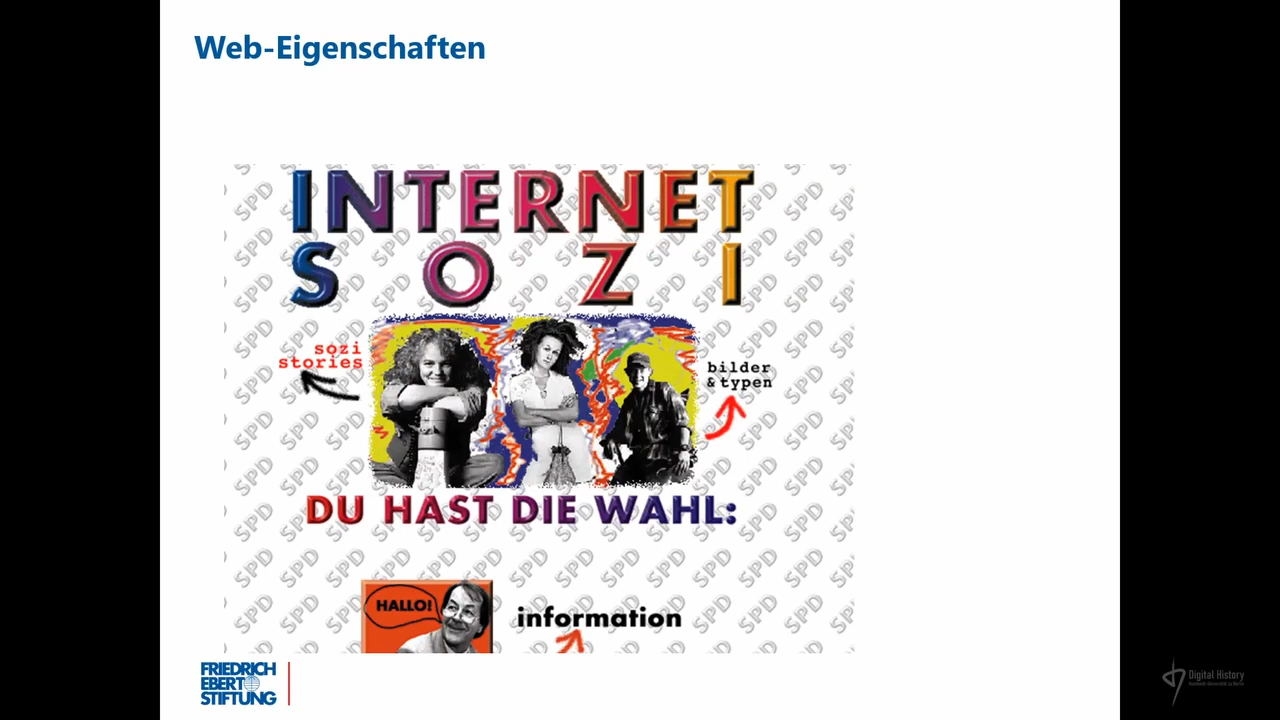 Web-Eigenschaften
INTERNET
SOZI
sozi
stories
bilder
& typen
DU HAST DIE WAHL:
HALLO!
information
SPD
FRIEDRICH
EBERT
STIFTUNG
Digital History